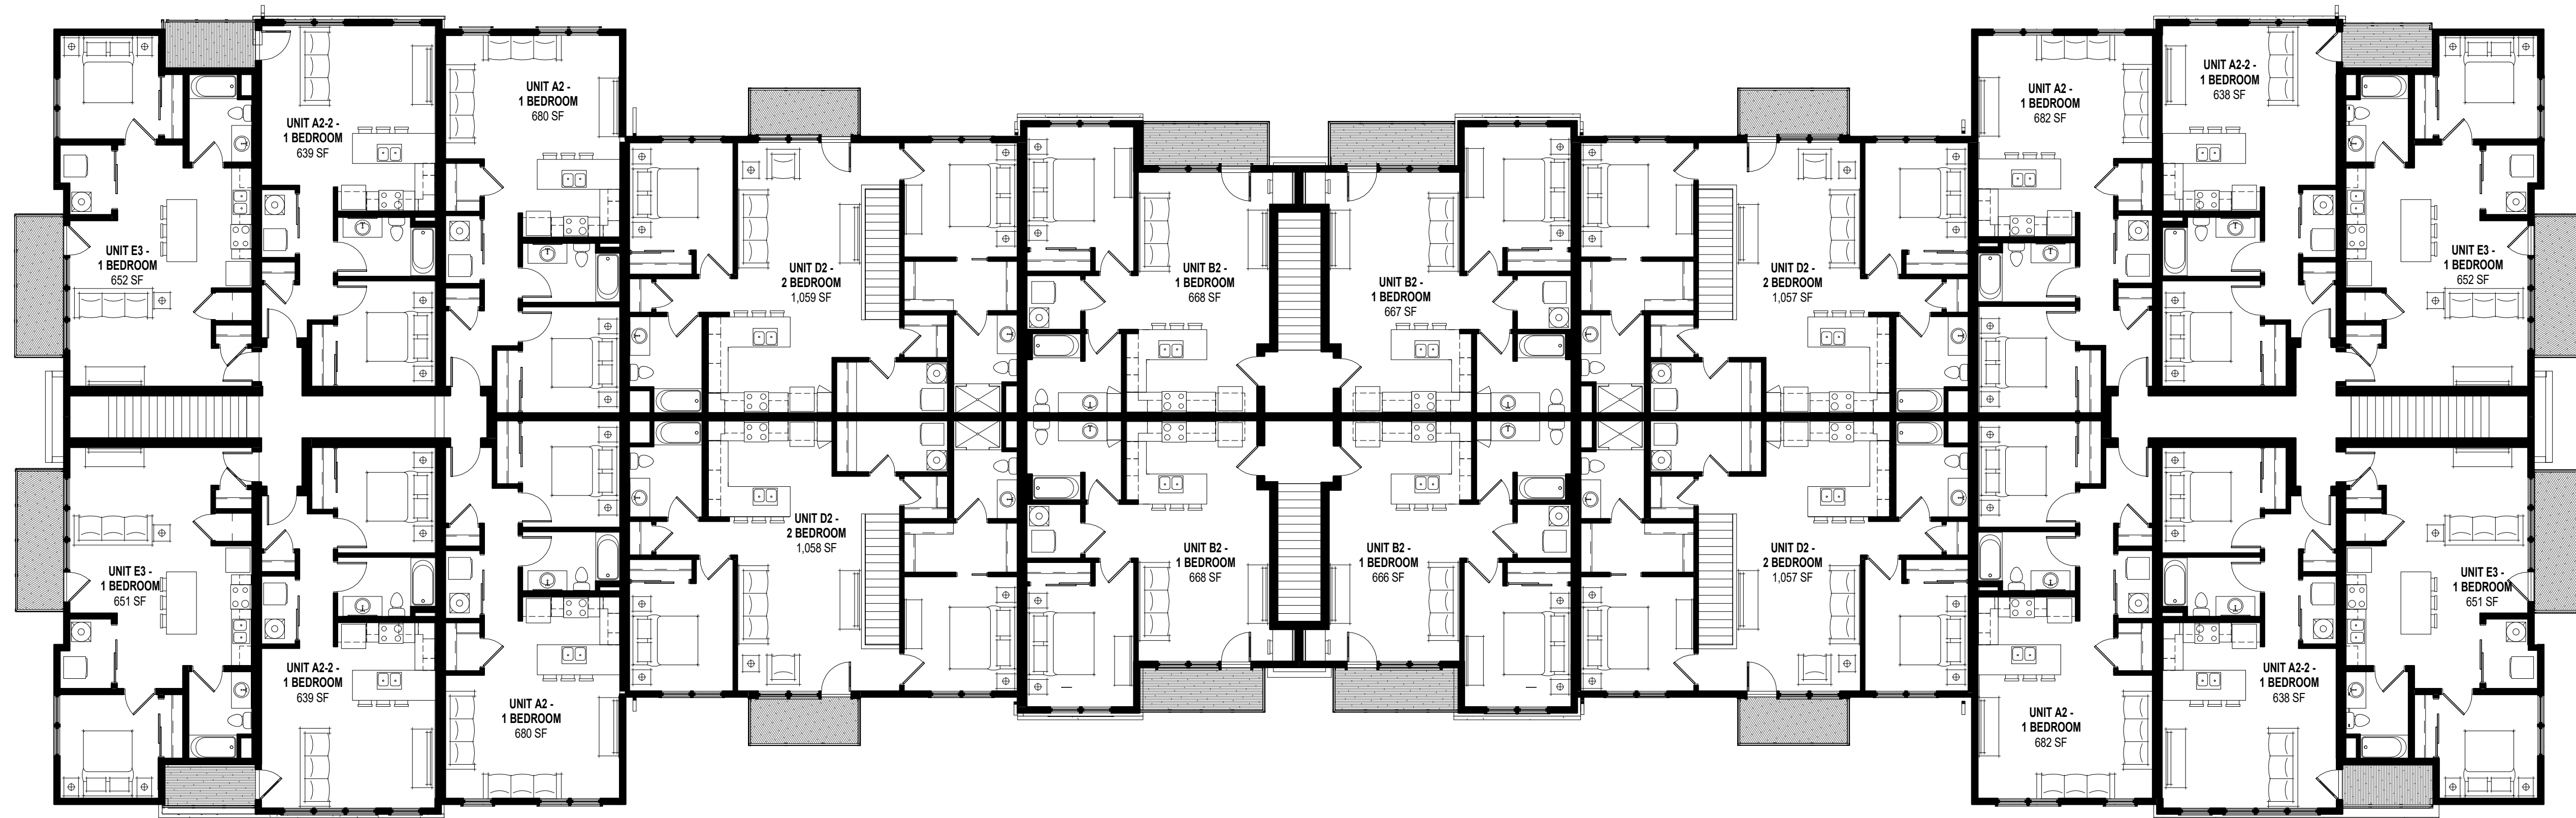 UNIT E3 -
1 BEDROOM
652 SF
UNIT A2-2 -
1 BEDROOM
639 SF
UNIT A2 -
1 BEDROOM
680 SF
UNIT D2 -
2 BEDROOM
1,059 SF
UNIT B2 -
1 BEDROOM
668 SF
UNIT B2 -
1 BEDROOM
667 SF
UNIT D2 -
2 BEDROOM
1,057 SF
UNIT A2 -
1 BEDROOM
682 SF
UNIT A2-2 -
1 BEDROOM
638 SF
UNIT E3 -
1 BEDROOM
652 SF
UNIT E3 -
1 BEDROOM
651 SF
UNIT A2-2 -
1 BEDROOM
639 SF
UNIT A2 -
1 BEDROOM
680 SF
UNIT D2 -
2 BEDROOM
1,058 SF
UNIT B2 -
1 BEDROOM
668 SF
UNIT B2 -
1 BEDROOM
666 SF
UNIT D2 -
2 BEDROOM
1,057 SF
UNIT A2 -
1 BEDROOM
682 SF
UNIT A2-2 -
1 BEDROOM
638 SF
UNIT E3 -
1 BEDROOM
651 SF